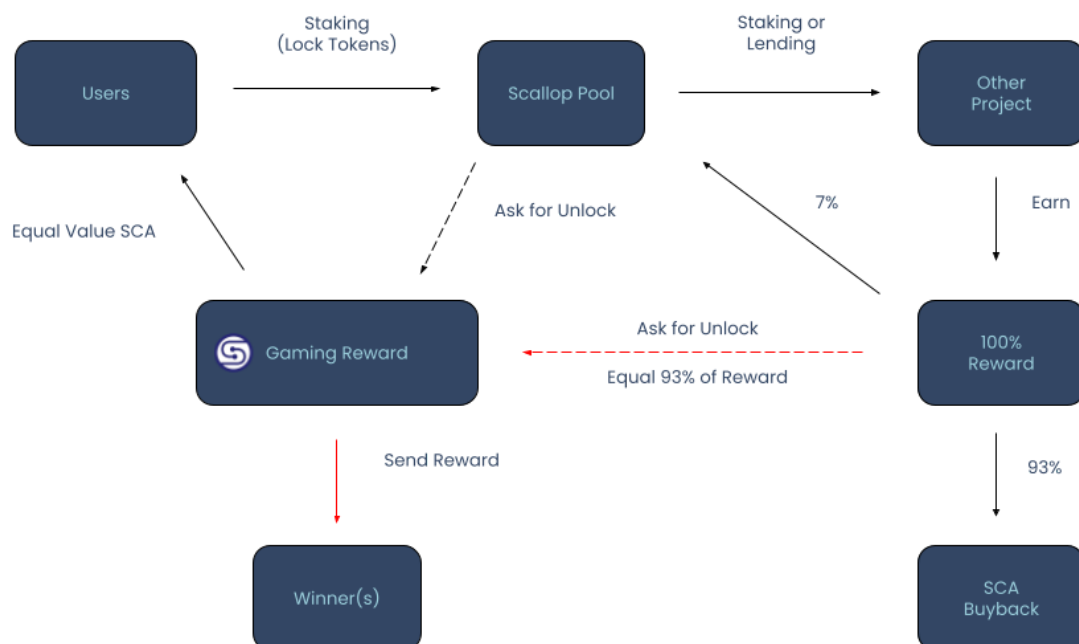 Staking
(Lock Tokens)
Staking or
Lending
Users
Scallop Pool
Other
Project
Equal Value SCA
Ask for Unlock
7%
Earn
Gaming Reward
Ask for Unlock
Equal 93% of Reward
100%
Reward
Send Reward
93%
Winner(s)
SCA
Buyback